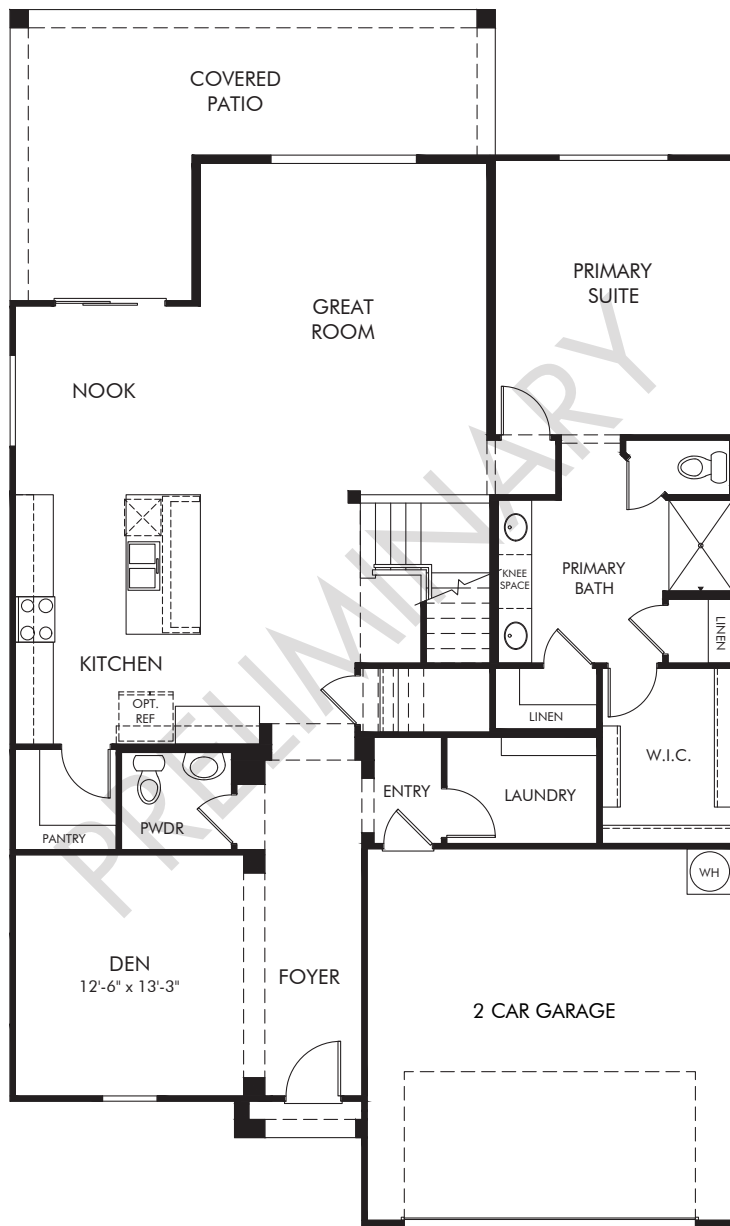 COVERED
PATIO
PRIMARY
SUITE
GREAT
ROOM
NOOK
KNEE
SPACE
PRIMARY
BATH
LINEN
KITCHEN
OPT.
REF
LINEN
W.I.C.
ENTRY
LAUNDRY
PWDR
PANTRY
WH
DEN
12'-6" x 13'-3"
FOYER
2 CAR GARAGE
PRELIMINARY